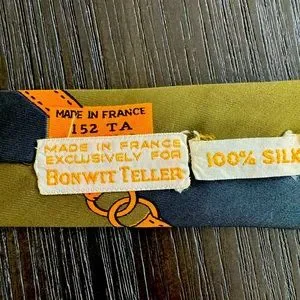 MADE IN FRANCE
152 TA
MADE IN FRANCE
EXCLUSIVELY FOR
BONWIT TELLER
100% SILK